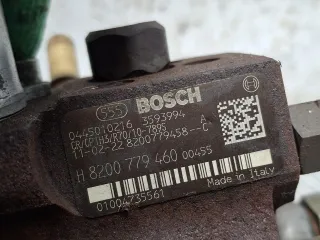 BOSCH
0445010216 3593994 A
CR/CP1H3/R70/10-789S
11-02-22 8200779458--C
H 8200 779 460 00455
Made in Italy
01004735561